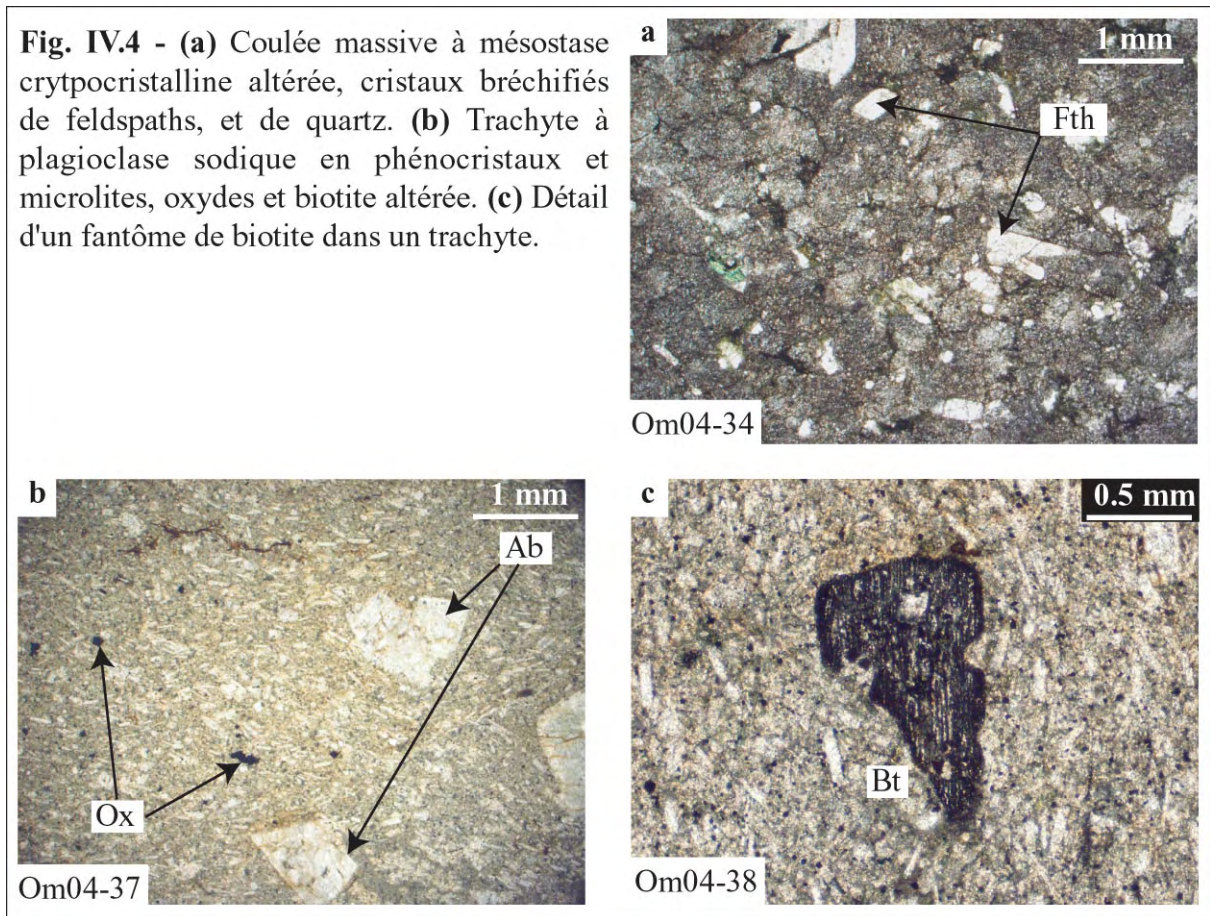 Fig. IV.4 - (a) Coulée massive à mésostase
crytpocristalline altérée, cristaux bréchifiés
de feldspaths, et de quartz. (b) Trachyte à
plagioclase sodique en phénocristaux et
microlites, oxydes et biotite altérée. (c) Détail
d'un fantôme de biotite dans un trachyte.
a
1 mm
Fth
Om04-34
b
1 mm
Ab
Ox
Om04-37
c
0.5 mm
Bt
Om04-38